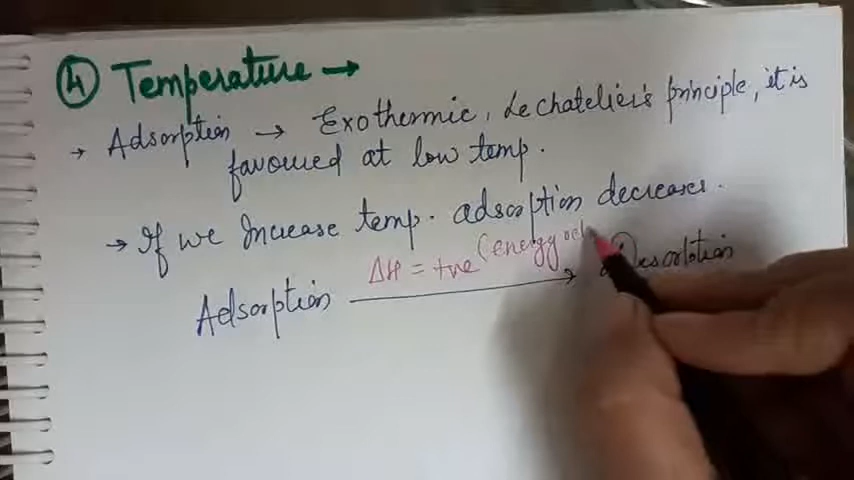 4 Temperature →
→ Adsorption → Exothermic, Le chatelier's principle, it is
favoured at low temp.
→ If we Increase temp. adsorption decreases.
ΔH = +ve (energy
Adsorption → Desorption